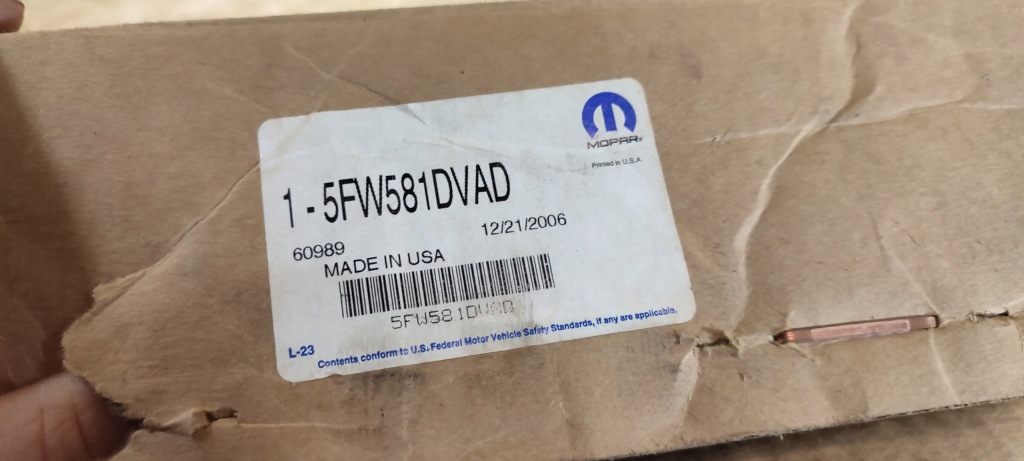 MOPAR®
Printed in U.S.A.
1 - 5FW581DVAD
60989 12/21/2006
MADE IN USA
5FW581DVAD
L-23 Contents conform to U.S. Federal Motor Vehicle Safety Standards, if any are applicable.